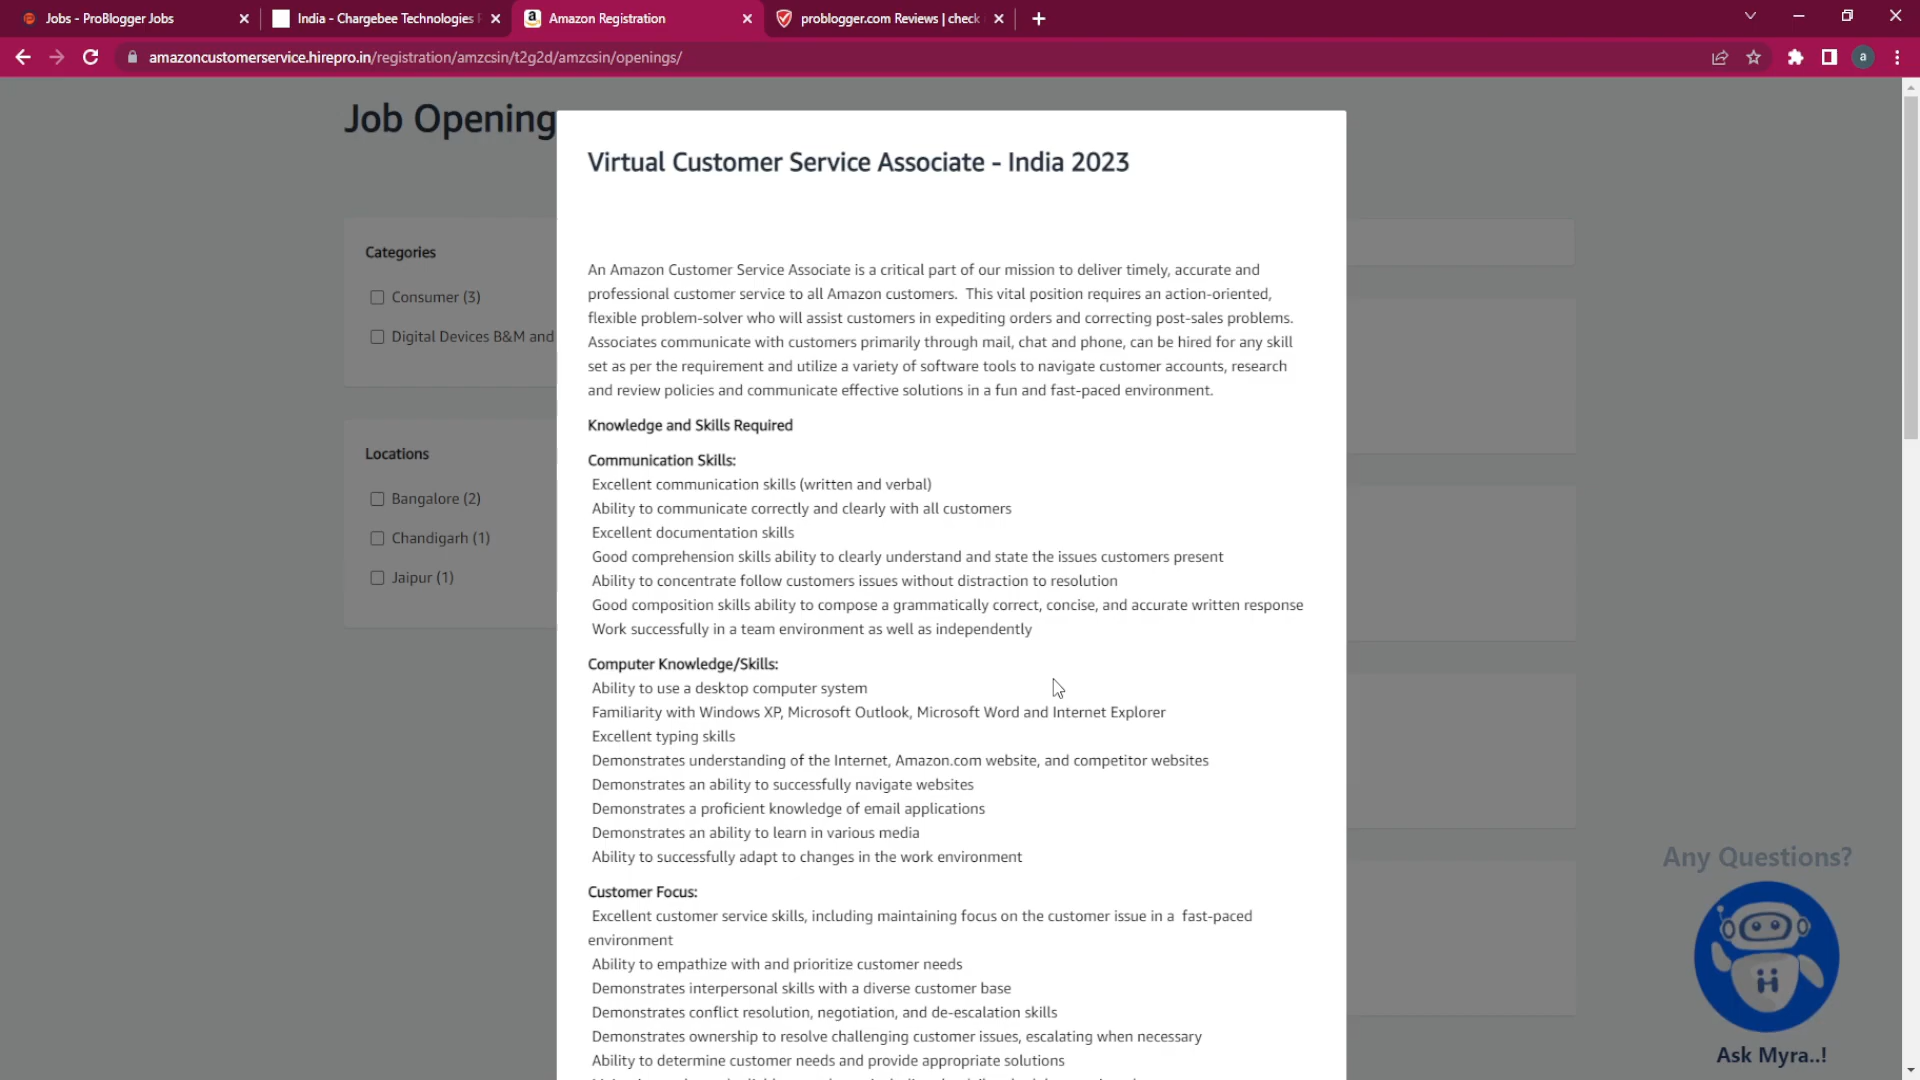 Jobs - ProBlogger Jobs
India - Chargebee Technologies
Amazon Registration
problogger.com Reviews | check
amazoncustomerservice.hirepro.in/registration/amzcsin/t2g2d/amzcsin/openings/
a
Job Opening
Virtual Customer Service Associate - India 2023
Categories
Consumer (3)
Digital Devices B&M and
Locations
Bangalore (2)
Chandigarh (1)
Jaipur (1)
An Amazon Customer Service Associate is a critical part of our mission to deliver timely, accurate and
professional customer service to all Amazon customers.  This vital position requires an action-oriented,
flexible problem-solver who will assist customers in expediting orders and correcting post-sales problems.
Associates communicate with customers primarily through mail, chat and phone, can be hired for any skill
set as per the requirement and utilize a variety of software tools to navigate customer accounts, research
and review policies and communicate effective solutions in a fun and fast-paced environment.
Knowledge and Skills Required
Communication Skills:
Excellent communication skills (written and verbal)
Ability to communicate correctly and clearly with all customers
Excellent documentation skills
Good comprehension skills ability to clearly understand and state the issues customers present
Ability to concentrate follow customers issues without distraction to resolution
Good composition skills ability to compose a grammatically correct, concise, and accurate written response
Work successfully in a team environment as well as independently
Computer Knowledge/Skills:
Ability to use a desktop computer system
Familiarity with Windows XP, Microsoft Outlook, Microsoft Word and Internet Explorer
Excellent typing skills
Demonstrates understanding of the Internet, Amazon.com website, and competitor websites
Demonstrates an ability to successfully navigate websites
Demonstrates a proficient knowledge of email applications
Demonstrates an ability to learn in various media
Ability to successfully adapt to changes in the work environment
Customer Focus:
Excellent customer service skills, including maintaining focus on the customer issue in a  fast-paced
environment
Ability to empathize with and prioritize customer needs
Demonstrates interpersonal skills with a diverse customer base
Demonstrates conflict resolution, negotiation, and de-escalation skills
Demonstrates ownership to resolve challenging customer issues, escalating when necessary
Ability to determine customer needs and provide appropriate solutions
Any Questions?
Ask Myra..!